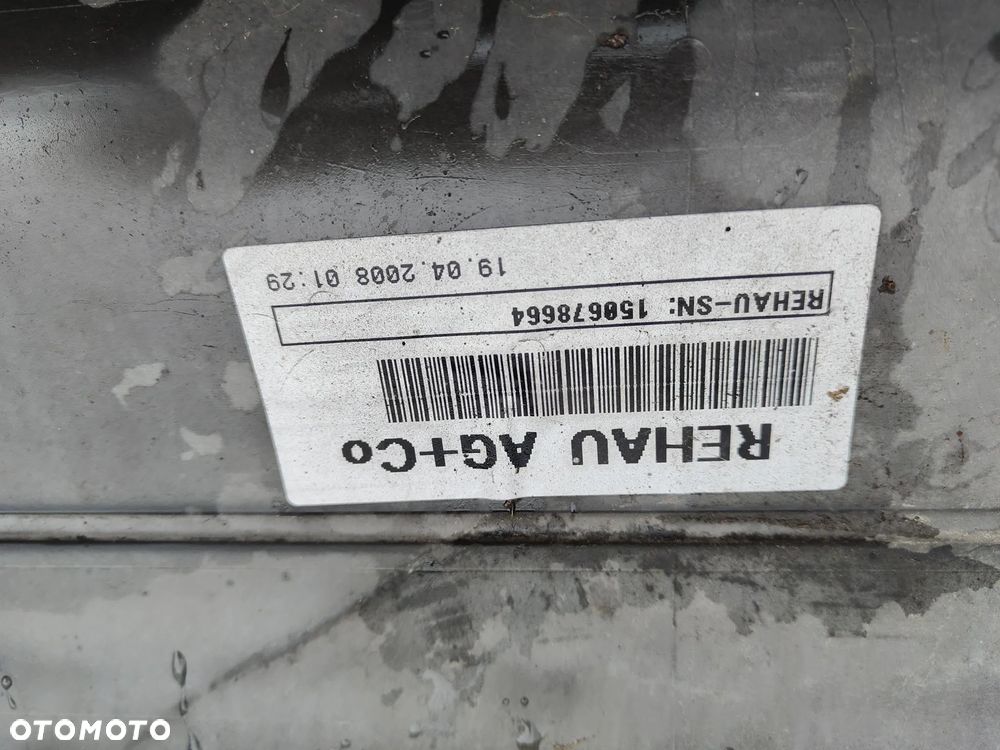 REHAU AG+Co
REHAU-SN: 150678664
19.04.2008 01:29
OTOMOTO